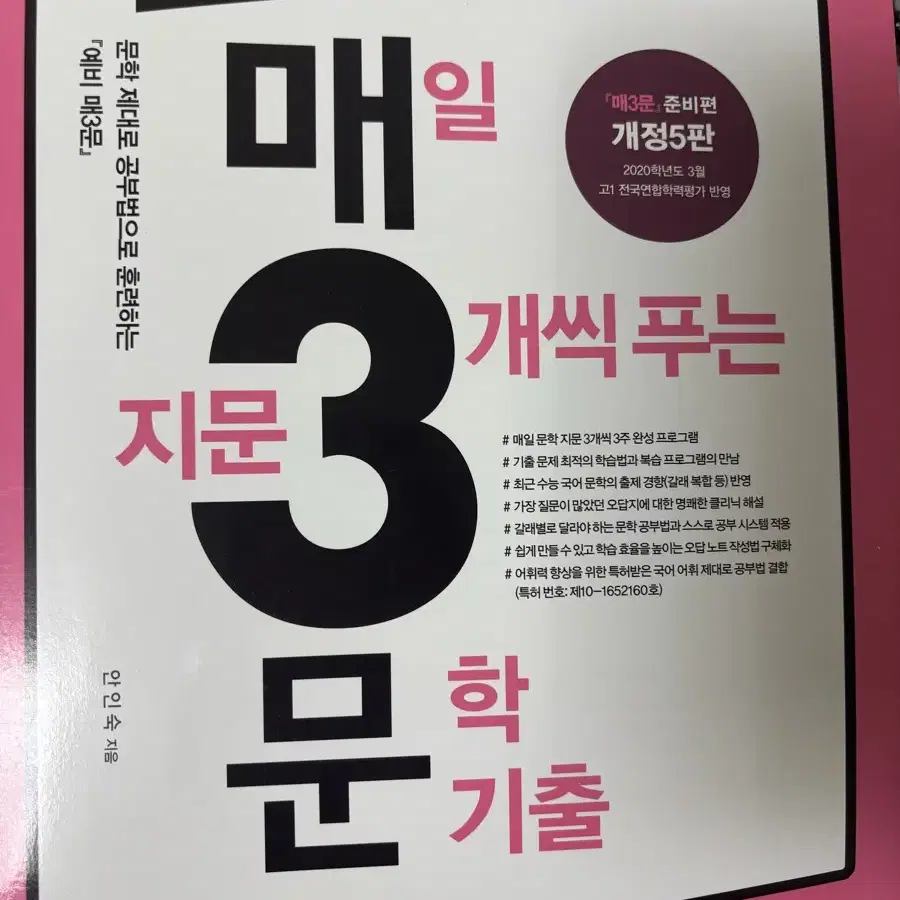 문학 제대로 공부법으로 훈련하는
『예비 매3문』
매일
지문 3개씩 푸는
문학
기출
『매3문』 준비편
개정5판
2020학년도 3월
고1 전국연합학력평가 반영
# 매일 문학 지문 3개씩 3주 완성 프로그램
# 기출 문제 최적의 학습법과 복습 프로그램의 만남
# 최근 수능 국어 문학의 출제 경향(갈래 복합 등) 반영
# 가장 질문이 많았던 오답지에 대한 명쾌한 클리닉 해설
# 갈래별로 달라야 하는 문학 공부법과 스스로 공부 시스템 적용
# 쉽게 만들 수 있고 학습 효율을 높이는 오답 노트 작성법 구체화
# 어휘력 향상을 위한 특허받은 국어 어휘 제대로 공부법 결합
(특허 번호: 제10-1652160호)
안인숙 지음